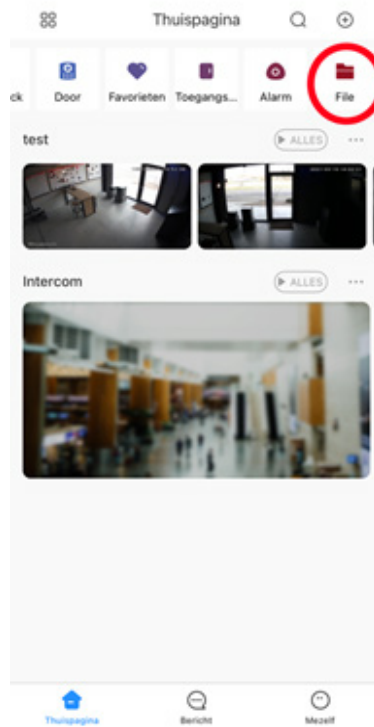 Thuispagina
ck Door Favorieten Toegangs... Alarm File
test ALLES
Intercom ALLES
Thuispagina Bericht Mezelf